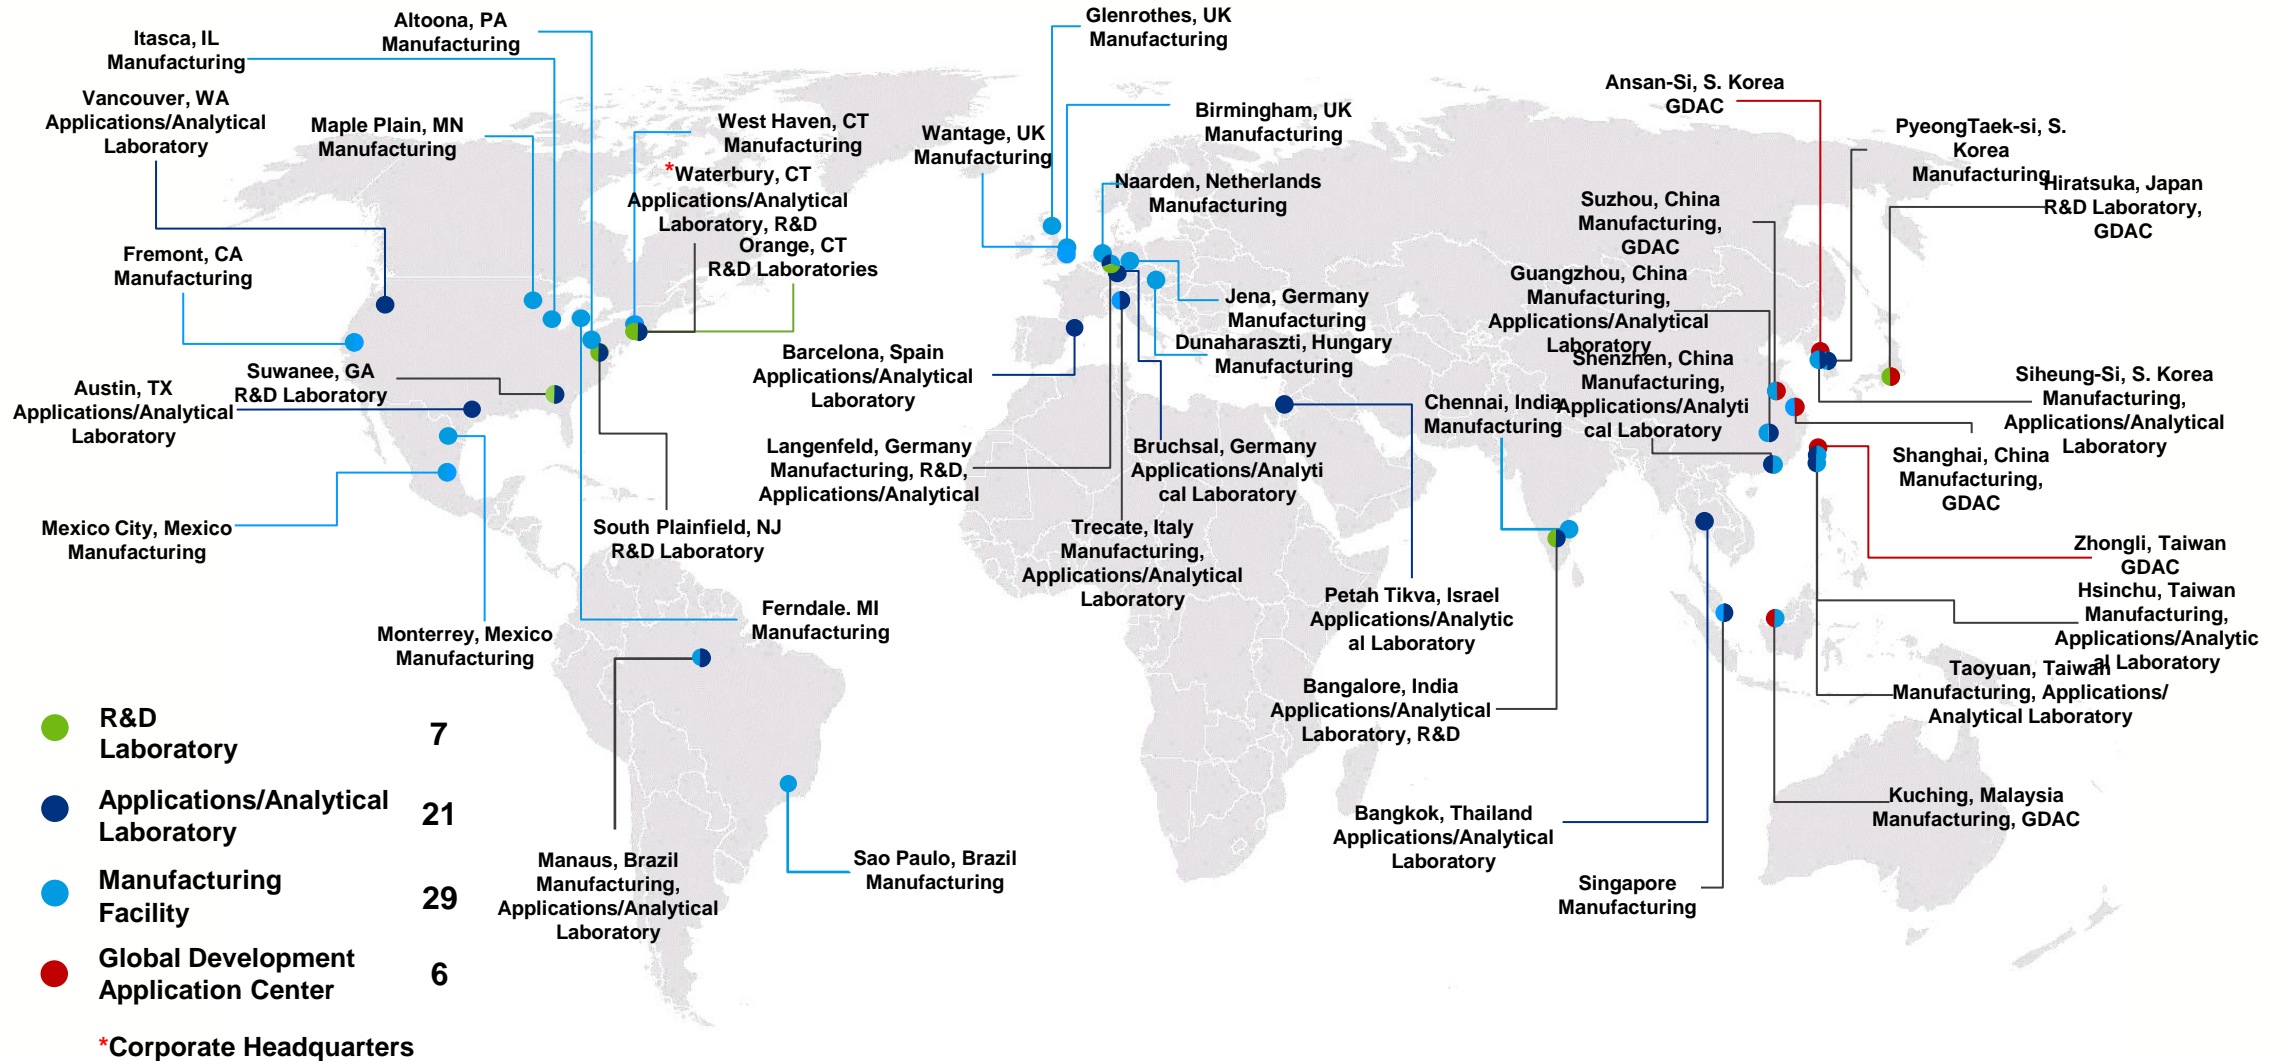 Altoona, PA
Manufacturing
Itasca, IL
Manufacturing
Vancouver, WA
Applications/Analytical
Laboratory
Maple Plain, MN
Manufacturing
West Haven, CT
Manufacturing
*Waterbury, CT
Applications/Analytical
Laboratory, R&D
Orange, CT
R&D Laboratories
Fremont, CA
Manufacturing
Suwanee, GA
R&D Laboratory
Austin, TX
Applications/Analytical
Laboratory
Mexico City, Mexico
Manufacturing
Monterrey, Mexico
Manufacturing
South Plainfield, NJ
R&D Laboratory
Ferndale. MI
Manufacturing
Manaus, Brazil
Manufacturing,
Applications/Analytical
Laboratory
Sao Paulo, Brazil
Manufacturing
Glenrothes, UK
Manufacturing
Birmingham, UK
Manufacturing
Wantage, UK
Manufacturing
Naarden, Netherlands
Manufacturing
Jena, Germany
Manufacturing
Dunaharaszti, Hungary
Manufacturing
Barcelona, Spain
Applications/Analytical
Laboratory
Langenfeld, Germany
Manufacturing, R&D,
Applications/Analytical
Bruchsal, Germany
Applications/Analyti
cal Laboratory
Trecate, Italy
Manufacturing,
Applications/Analytical
Laboratory
Petah Tikva, Israel
Applications/Analytic
al Laboratory
Ansan-Si, S. Korea
GDAC
PyeongTaek-si, S.
Korea
Manufacturing
Hiratsuka, Japan
R&D Laboratory,
GDAC
Suzhou, China
Manufacturing,
GDAC
Guangzhou, China
Manufacturing,
Applications/Analytical
Laboratory
Shenzhen, China
Manufacturing,
Applications/Analyti
cal Laboratory
Chennai, India
Manufacturing
Siheung-Si, S. Korea
Manufacturing,
Applications/Analytical
Laboratory
Shanghai, China
Manufacturing,
GDAC
Zhongli, Taiwan
GDAC
Hsinchu, Taiwan
Manufacturing,
Applications/Analytic
al Laboratory
Taoyuan, Taiwan
Manufacturing, Applications/
Analytical Laboratory
Bangalore, India
Applications/Analytical
Laboratory, R&D
Kuching, Malaysia
Manufacturing, GDAC
Bangkok, Thailand
Applications/Analytical
Laboratory
Singapore
Manufacturing
R&D
Laboratory
7
Applications/Analytical
Laboratory
21
Manufacturing
Facility
29
Global Development
Application Center
6
*Corporate Headquarters